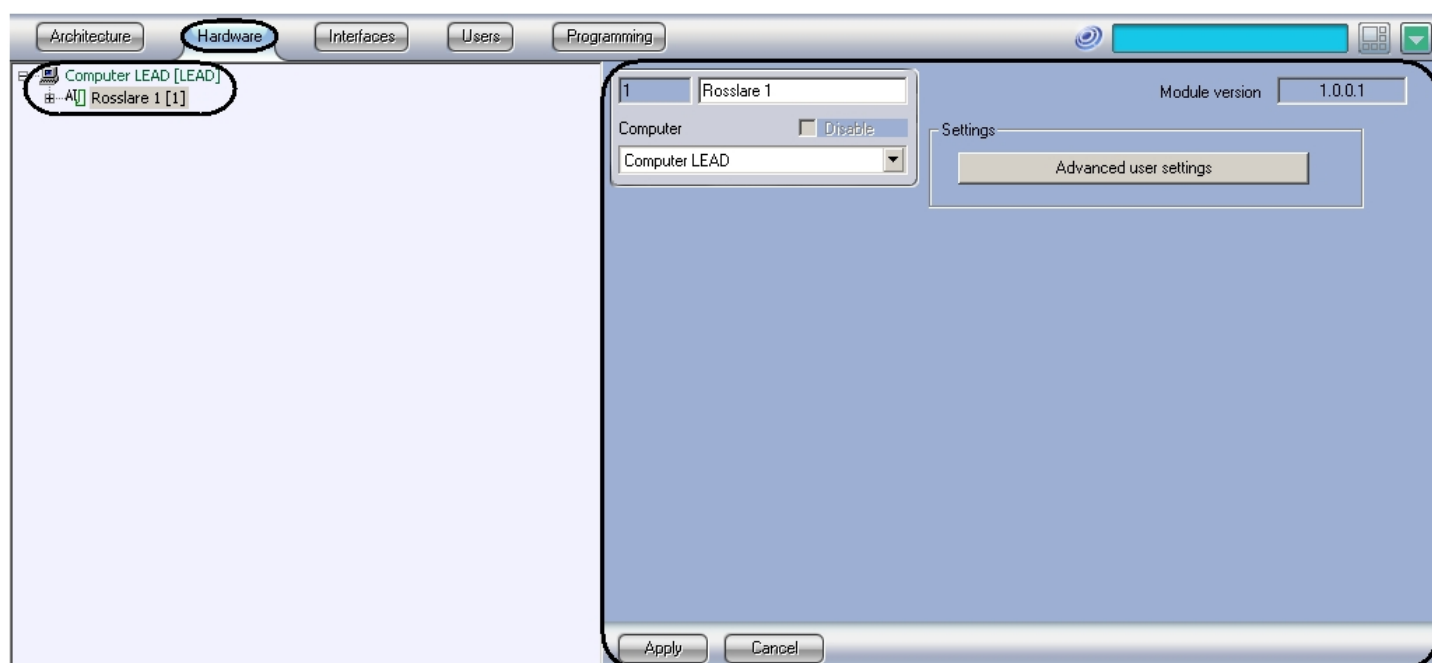 Architecture Hardware Interfaces Users Programming
Computer LEAD [LEAD]
Rosslare 1 [1]
1 Rosslare 1 Module version 1.0.0.1
Computer Disable Settings
Computer LEAD Advanced user settings
Apply Cancel